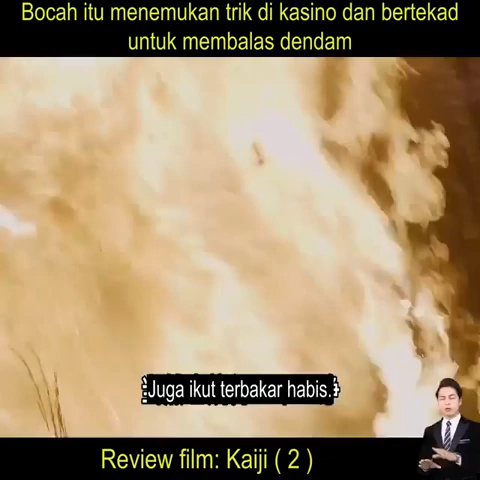 Bocah itu menemukan trik di kasino dan bertekad
untuk membalas dendam
Juga ikut terbakar habis.
Review film: Kaiji ( 2 )